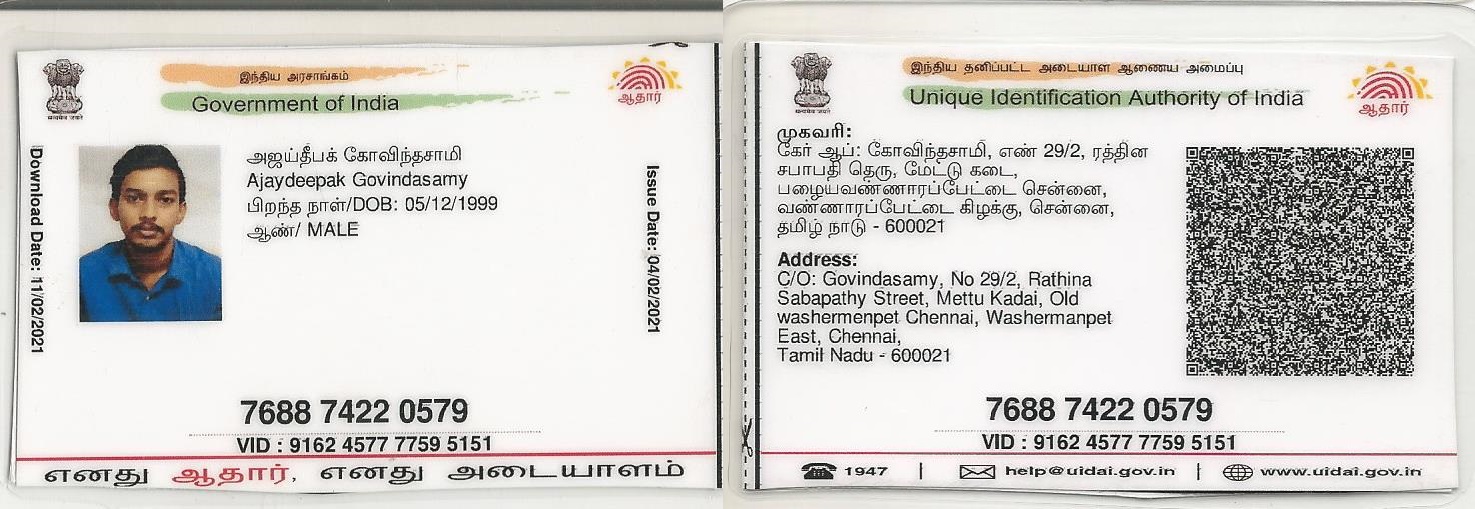 இந்திய அரசாங்கம்
Government of India
ஆதார்
அஜய்தீபக் கோவிந்தசாமி
Ajaydeepak Govindasamy
பிறந்த நாள்/DOB: 05/12/1999
ஆண்/ MALE
Download Date: 11/02/2021
Issue Date: 04/02/2021
7688 7422 0579
VID : 9162 4577 7759 5151
எனது ஆதார், எனது அடையாளம்
இந்திய தனிப்பட்ட அடையாள ஆணைய அமைப்பு
Unique Identification Authority of India
ஆதார்
முகவரி:
கேர் ஆப்: கோவிந்தசாமி, எண் 29/2, ரத்தின
சபாபதி தெரு, மேட்டு கடை,
பழையவண்ணாரப்பேட்டை சென்னை,
வண்ணாரப்பேட்டை கிழக்கு, சென்னை,
தமிழ் நாடு - 600021
Address:
C/O: Govindasamy, No 29/2, Rathina
Sabapathy Street, Mettu Kadai, Old
washermenpet Chennai, Washermanpet
East, Chennai,
Tamil Nadu - 600021
7688 7422 0579
VID : 9162 4577 7759 5151
1947 | help@uidai.gov.in | www.uidai.gov.in